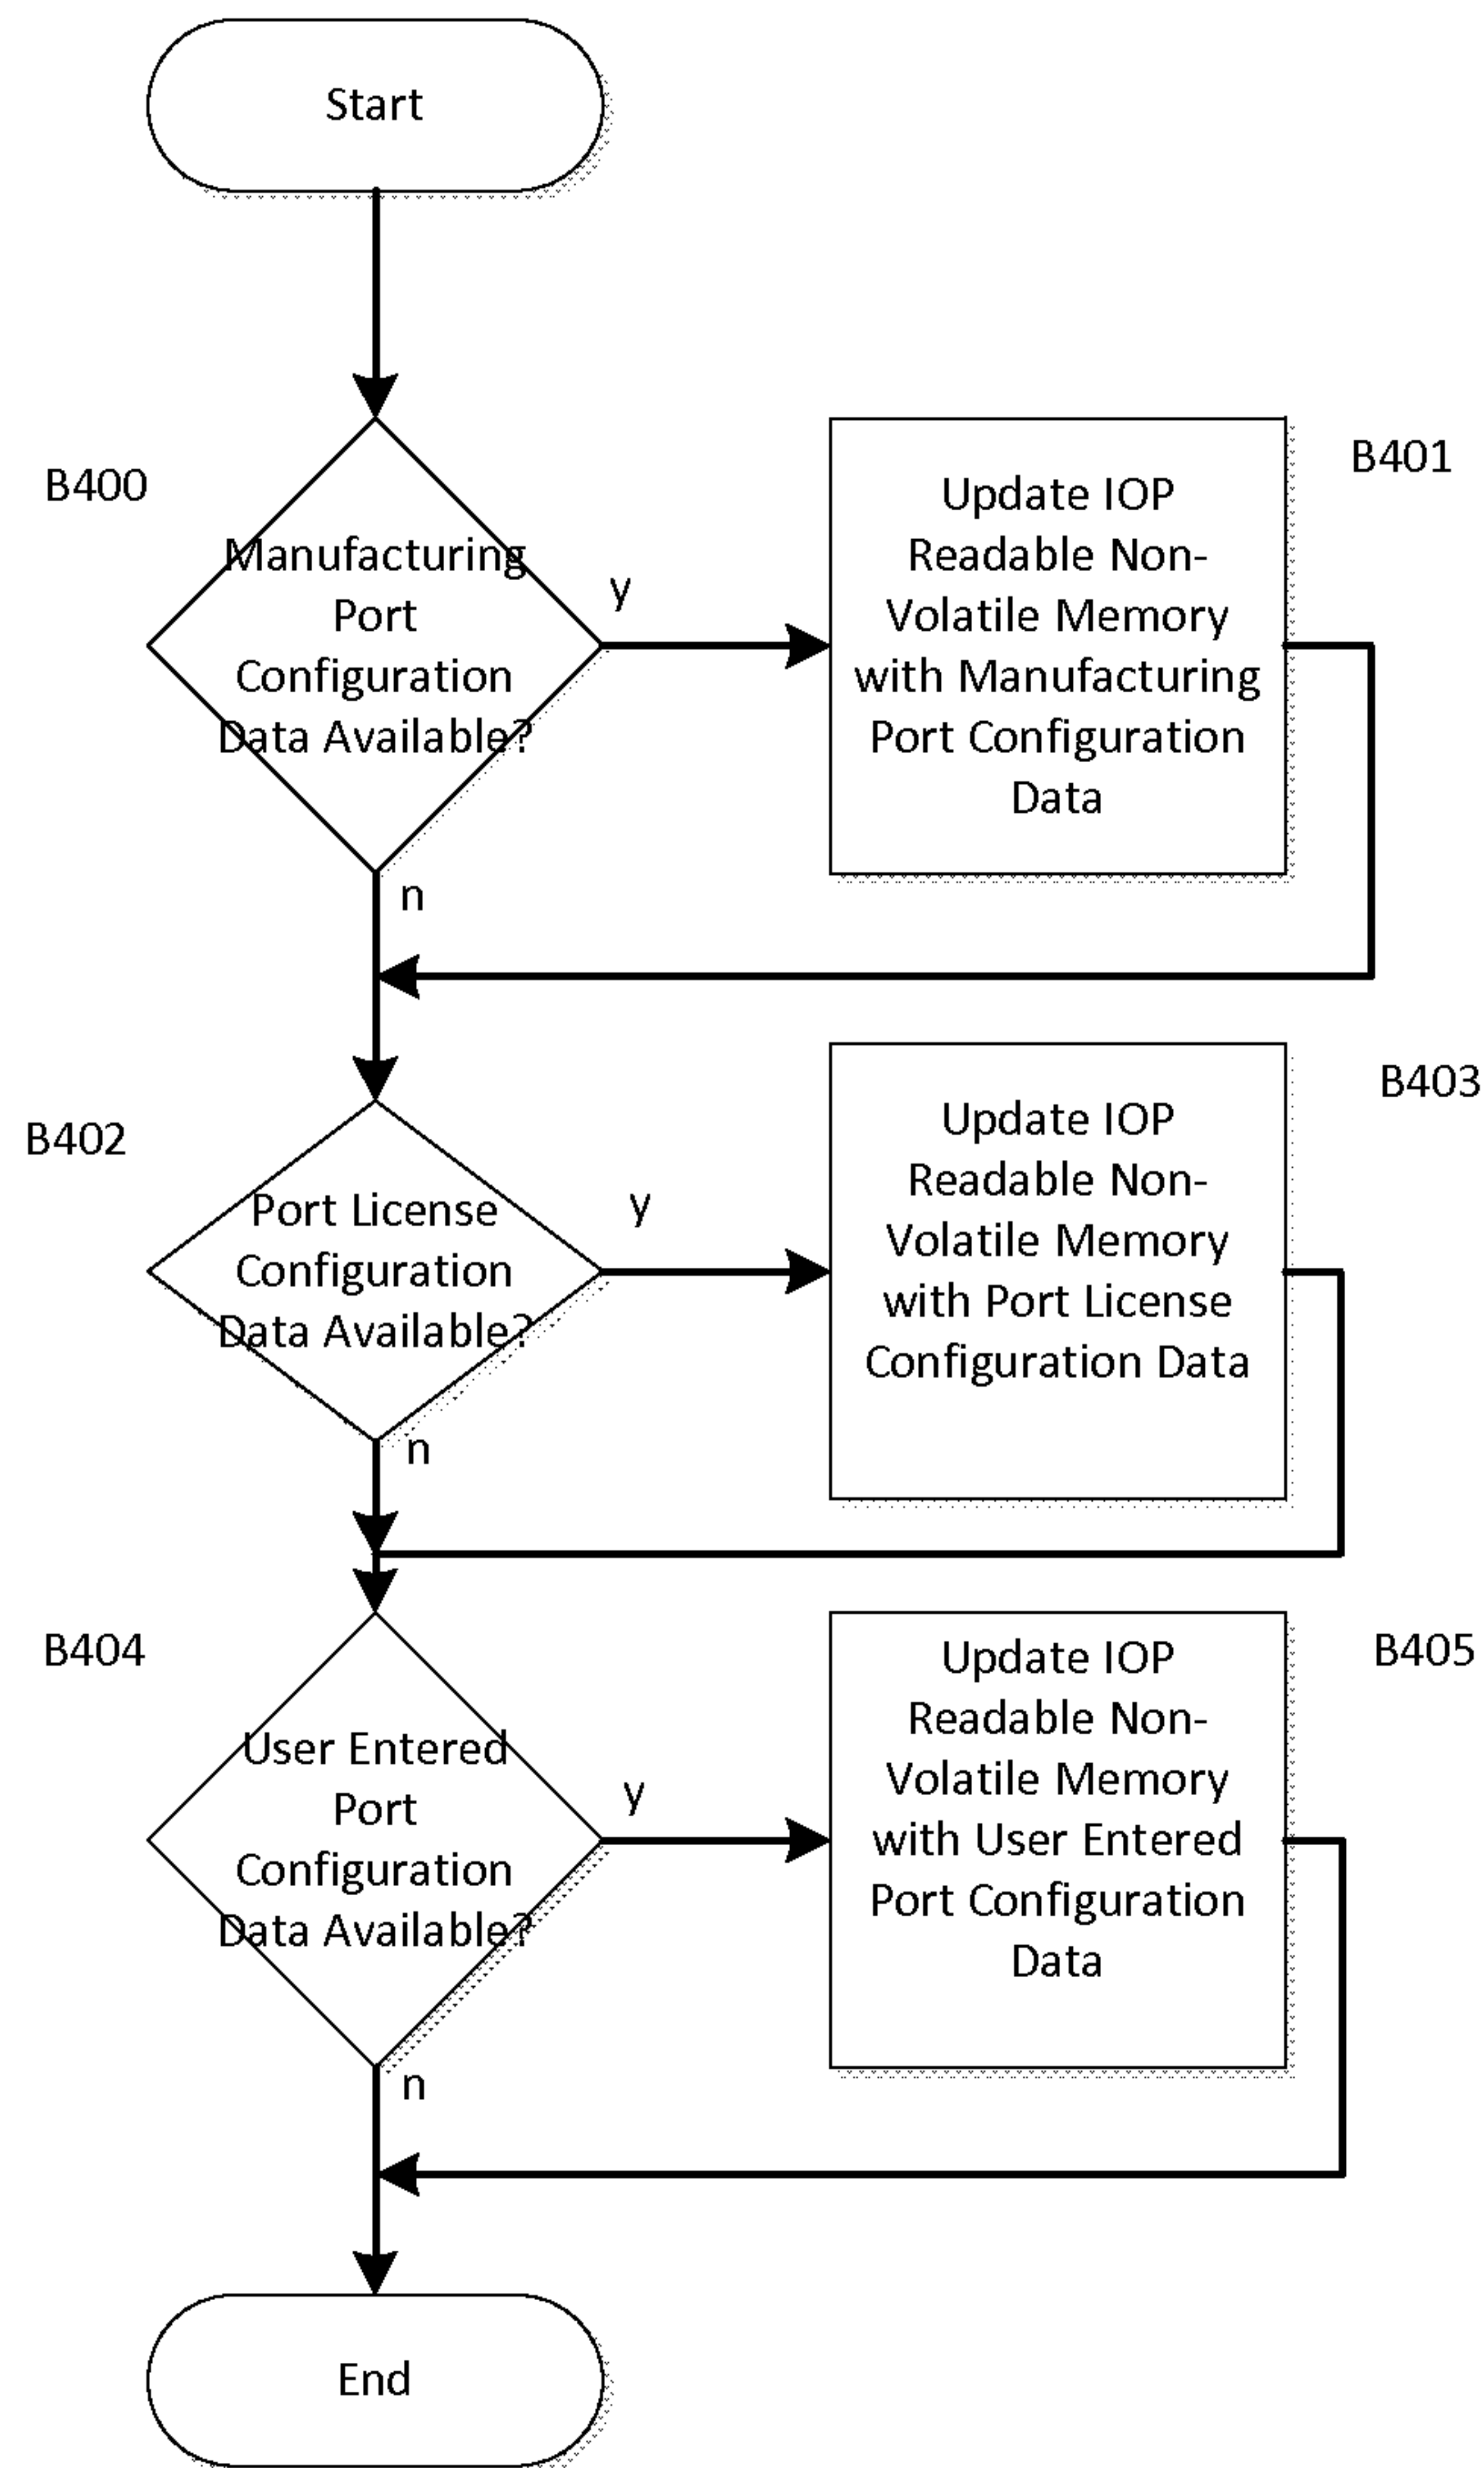 Start
B400
Manufacturing
Port
Configuration
Data Available?
y
n
B401
Update IOP
Readable Non-
Volatile Memory
with Manufacturing
Port Configuration
Data
B402
Port License
Configuration
Data Available?
y
n
B403
Update IOP
Readable Non-
Volatile Memory
with Port License
Configuration Data
B404
User Entered
Port
Configuration
Data Available?
y
n
B405
Update IOP
Readable Non-
Volatile Memory
with User Entered
Port Configuration
Data
End